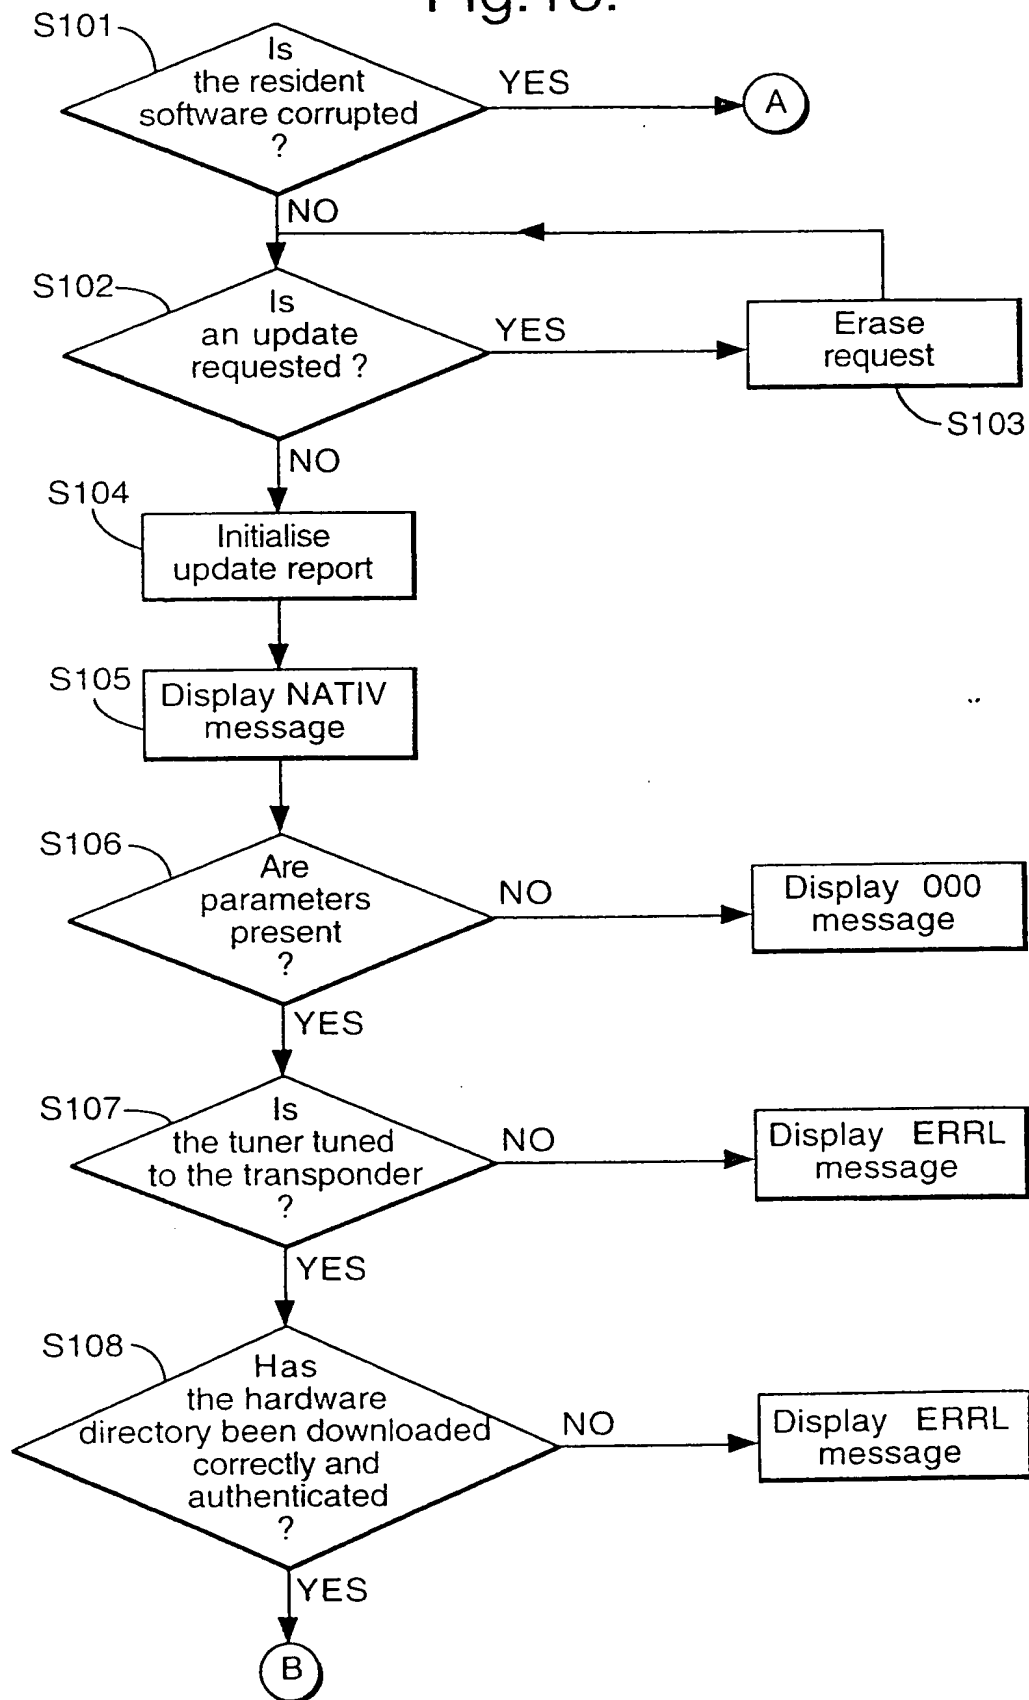 S101
Is
the resident
software corrupted
?
YES
A
NO
S102
Is
an update
requested ?
YES
Erase
request
S103
NO
S104
Initialise
update report
S105
Display NATIV
message
S106
Are
parameters
present
?
NO
Display 000
message
YES
S107
Is
the tuner tuned
to the transponder
?
NO
Display ERRL
message
YES
S108
Has
the hardware
directory been downloaded
correctly and
authenticated
?
NO
Display ERRL
message
YES
B